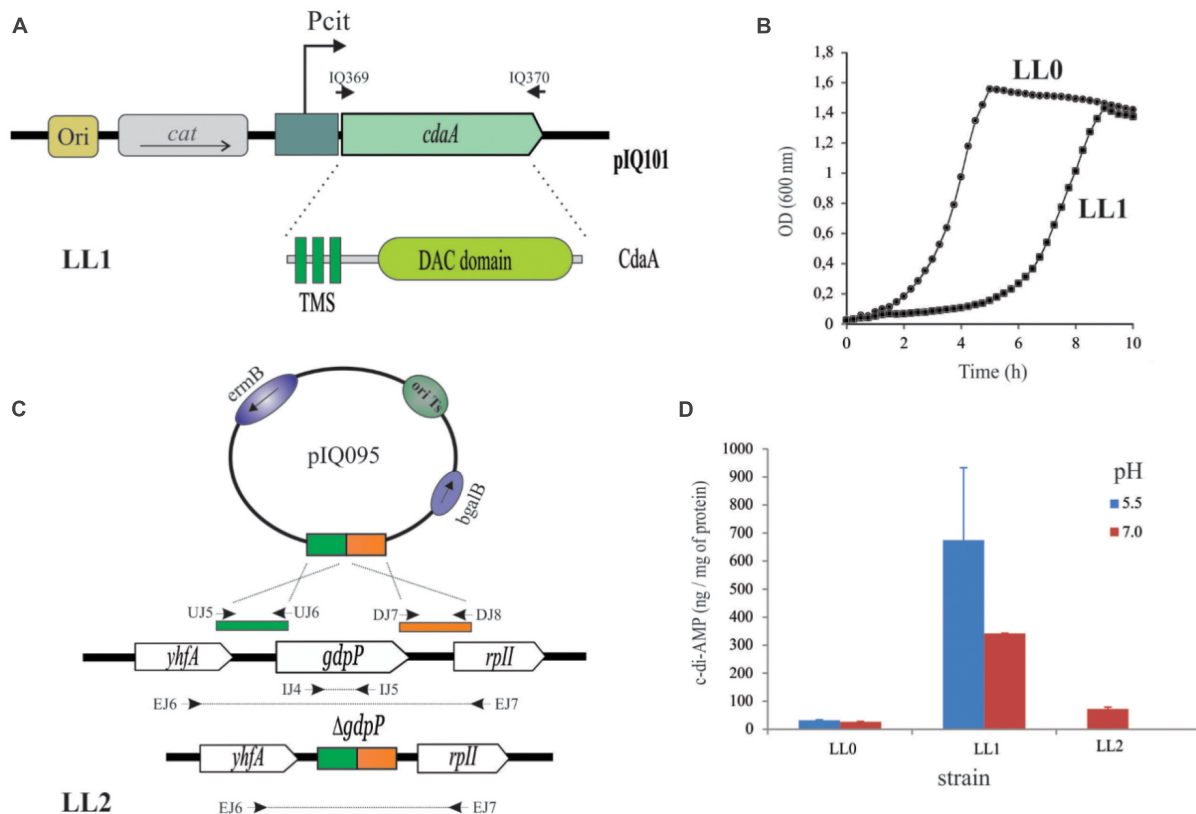 A
Pcit
IQ369
IQ370
Ori
cat
cdaA
pIQ101
LL1
DAC domain
CdaA
TMS
B
1,8
1,6
1,4
1,2
1
0,8
0,6
0,4
0,2
0
OD (600 nm)
LL0
LL1
0 2 4 6 8 10
Time (h)
C
ermB
ori Ts
pIQ095
bgalB
UJ5
UJ6
DJ7
DJ8
yhfA
gdpP
rplI
IJ4
IJ5
EJ6
EJ7
ΔgdpP
yhfA
rplI
LL2
EJ6
EJ7
D
1000
900
800
700
600
500
400
300
200
100
0
c-di-AMP (ng / mg of protein)
pH
5.5
7.0
LL0 LL1 LL2
strain